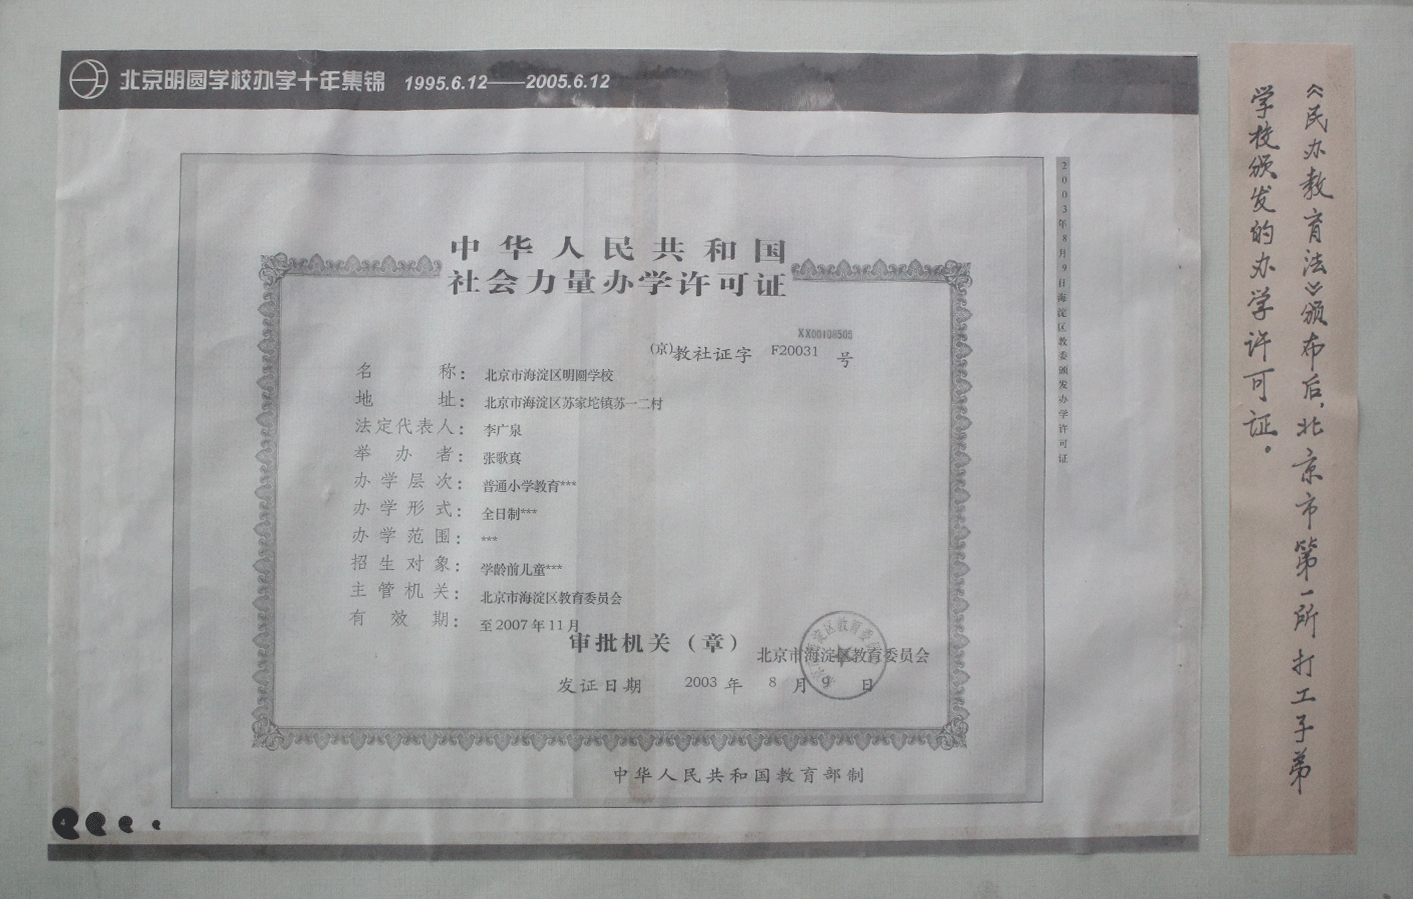 北京明圆学校办学十年集锦 1995.6.12——2005.6.12
中华人民共和国
社会力量办学许可证
XX00108505
(京)教社证字 F20031 号
名称：北京市海淀区明圆学校
地址：北京市海淀区苏家坨镇苏一二村
法定代表人：李广泉
举办者：张歌真
办学层次：普通小学教育***
办学形式：全日制***
办学范围：***
招生对象：学龄前儿童***
主管机关：北京市海淀区教育委员会
有效期：至2007年11月
审批机关（章） 北京市海淀区教育委员会
发证日期 2003 年 8 月 9 日
中华人民共和国教育部制
2003年8月9日海淀区教委颁发办学许可证
《民办教育法》颁布后，北京市第一所打工子弟
学校颁发的办学许可证。